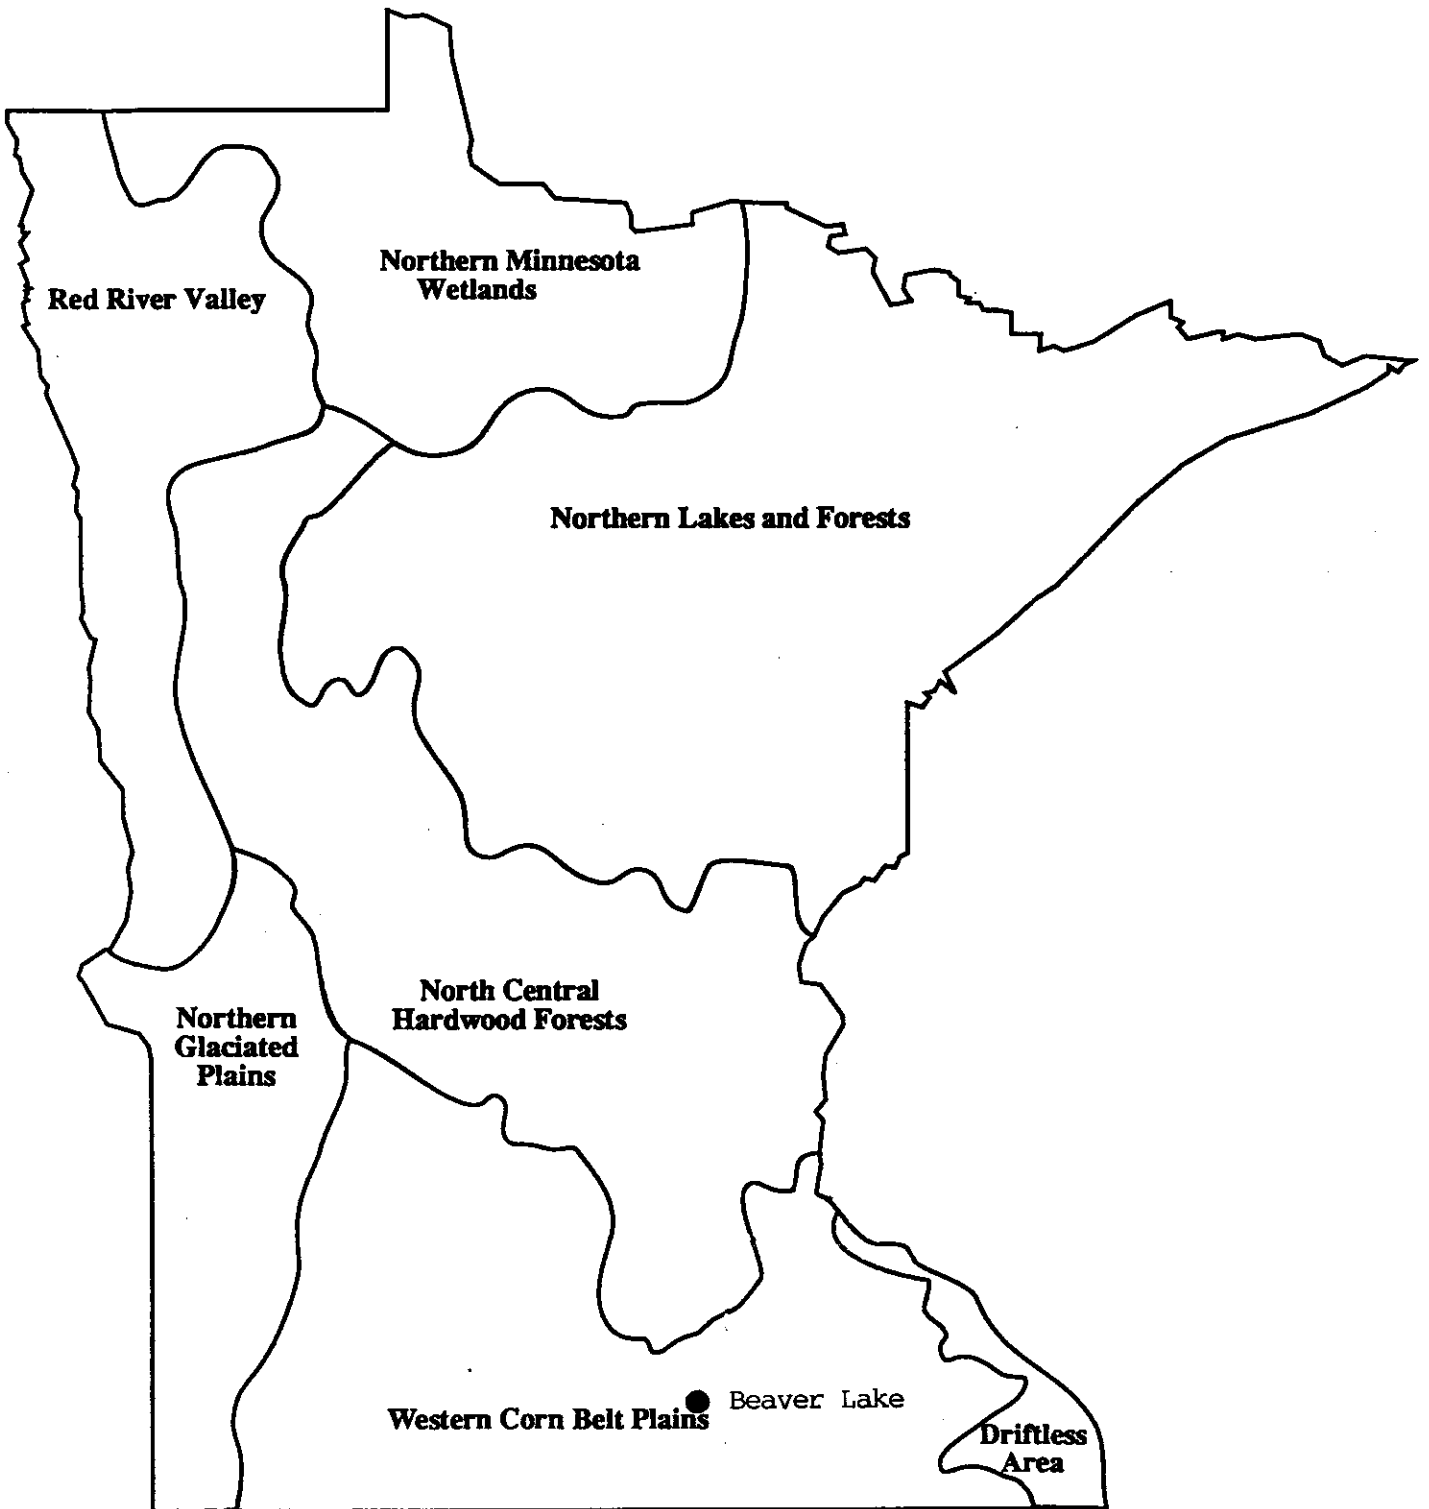 Northern Minnesota
Wetlands
Red River Valley
Northern Lakes and Forests
North Central
Hardwood Forests
Northern
Glaciated
Plains
Beaver Lake
Western Corn Belt Plains
Driftless
Area